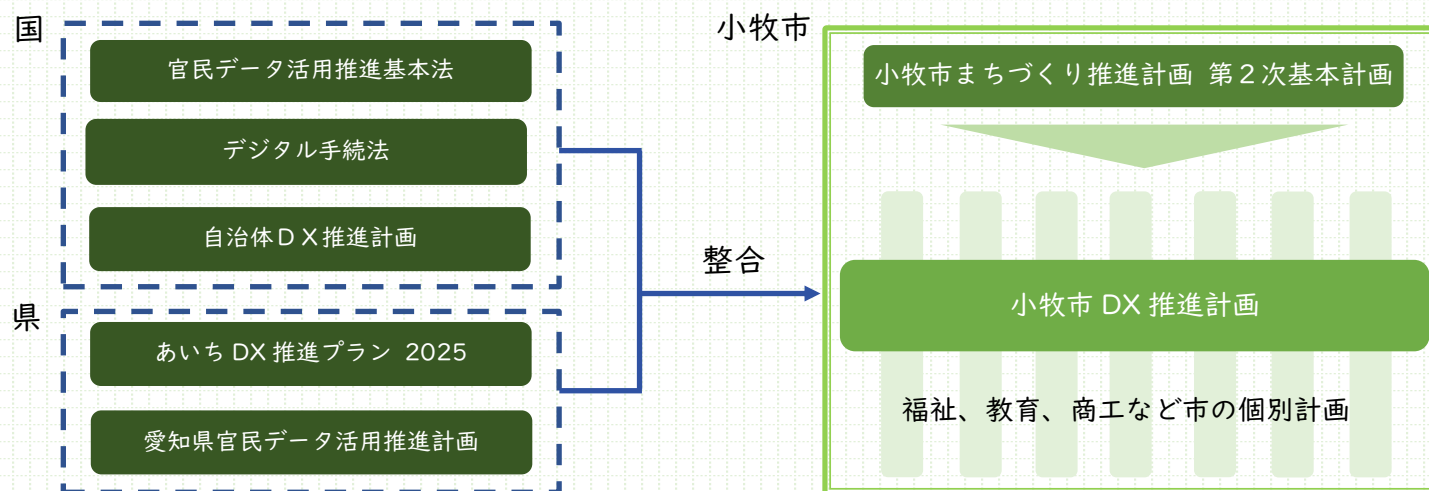 国
官民データ活用推進基本法
デジタル手続法
自治体DX推進計画
県
あいち DX 推進プラン 2025
愛知県官民データ活用推進計画
整合
小牧市
小牧市まちづくり推進計画 第2次基本計画
小牧市 DX 推進計画
福祉、教育、商工など市の個別計画